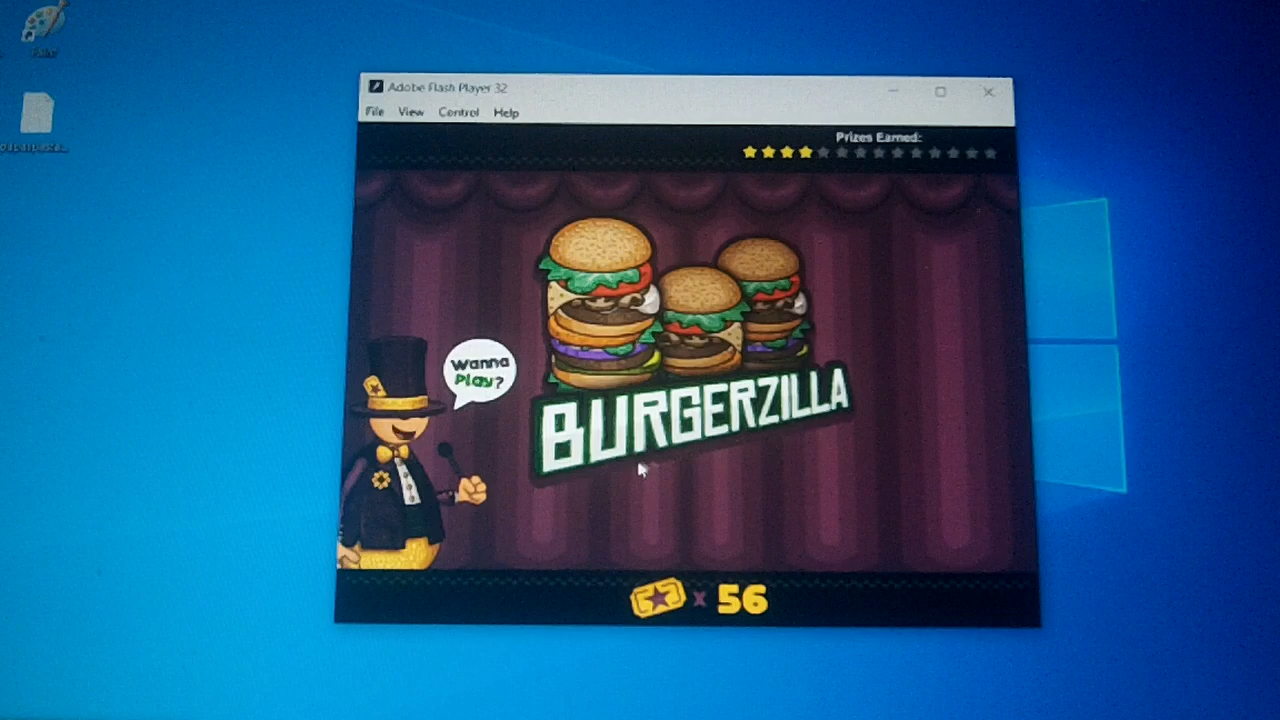 Adobe Flash Player 32
File View Control Help
Prizes Earned:
Wanna
Play?
BURGERZILLA
x 56